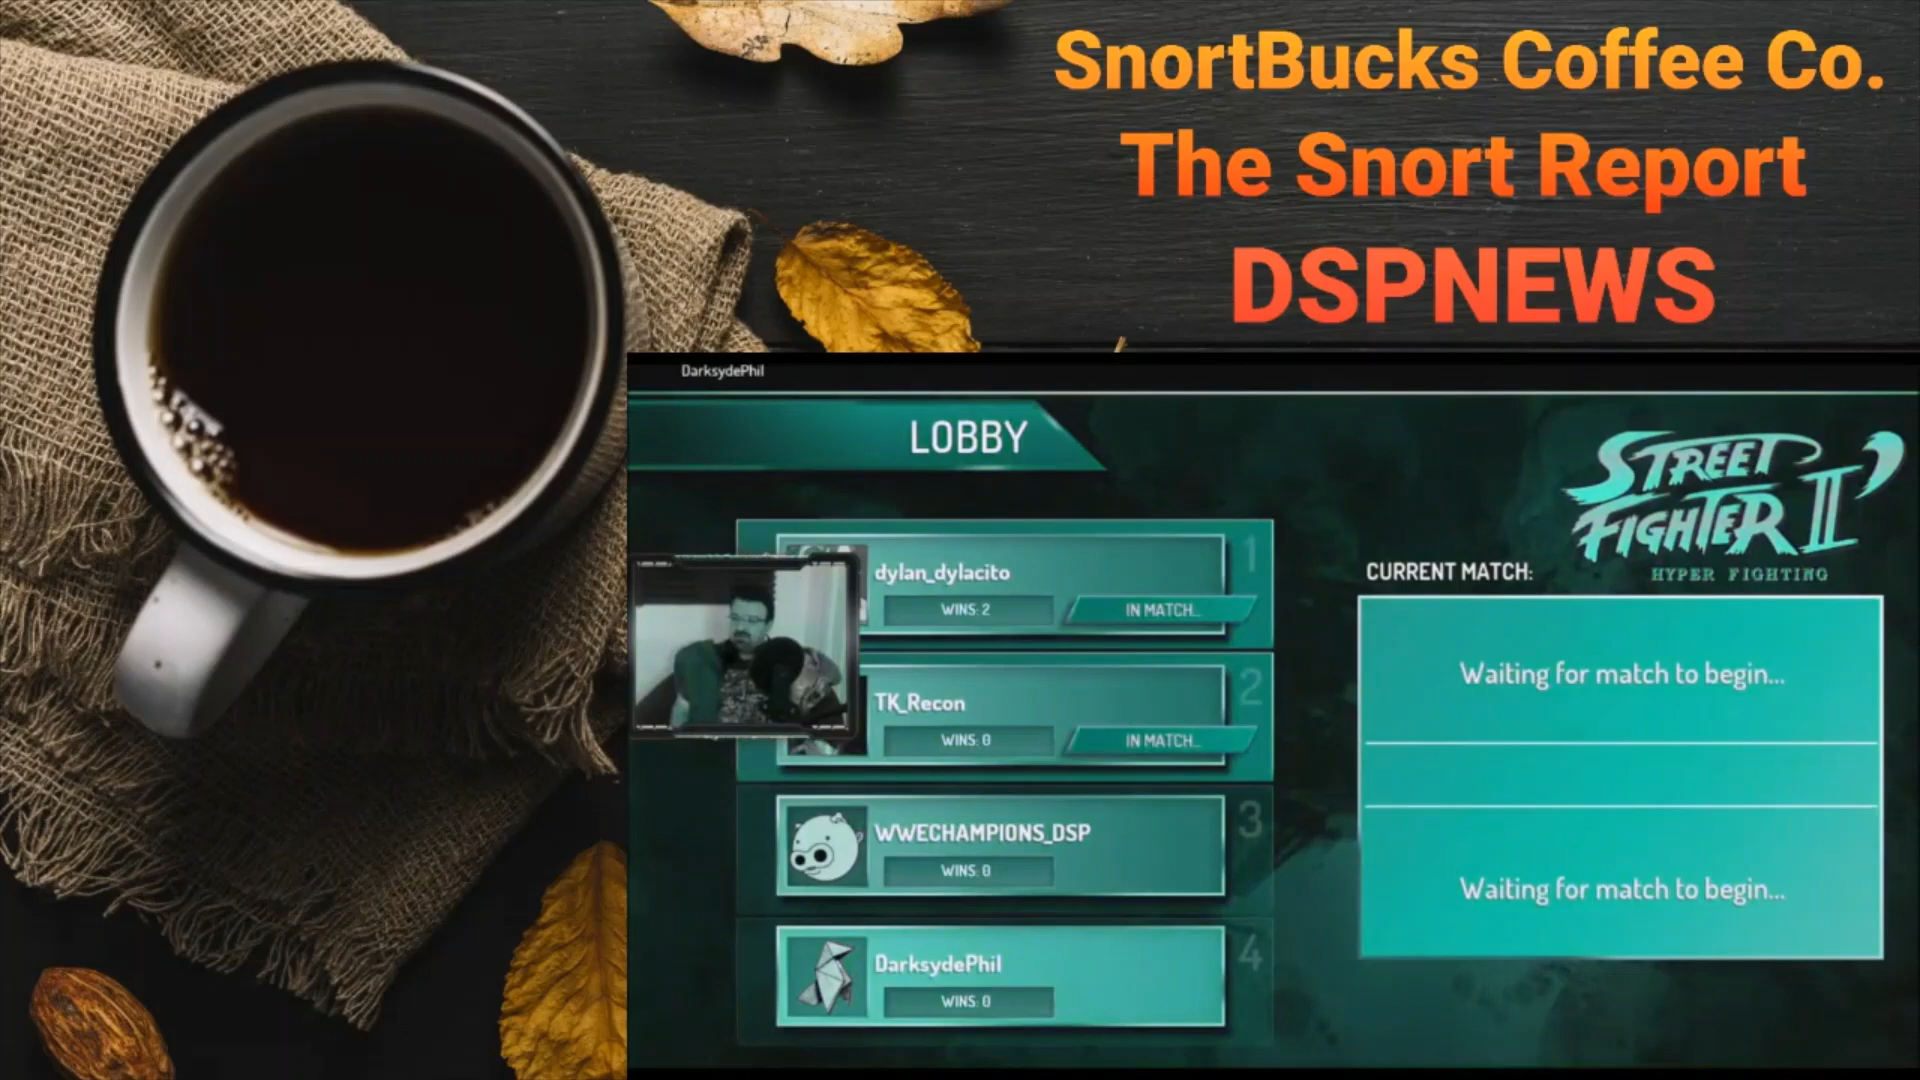 SnortBucks Coffee Co.
The Snort Report
DSPNEWS
DarksydePhil
LOBBY
STREET
FIGHTER II'
HYPER FIGHTING
dylan_dylacito
WINS: 2
IN MATCH...
1
TK_Recon
WINS: 0
IN MATCH...
2
WWECHAMPIONS_DSP
WINS: 0
3
DarksydePhil
WINS: 0
4
CURRENT MATCH:
Waiting for match to begin...
Waiting for match to begin...